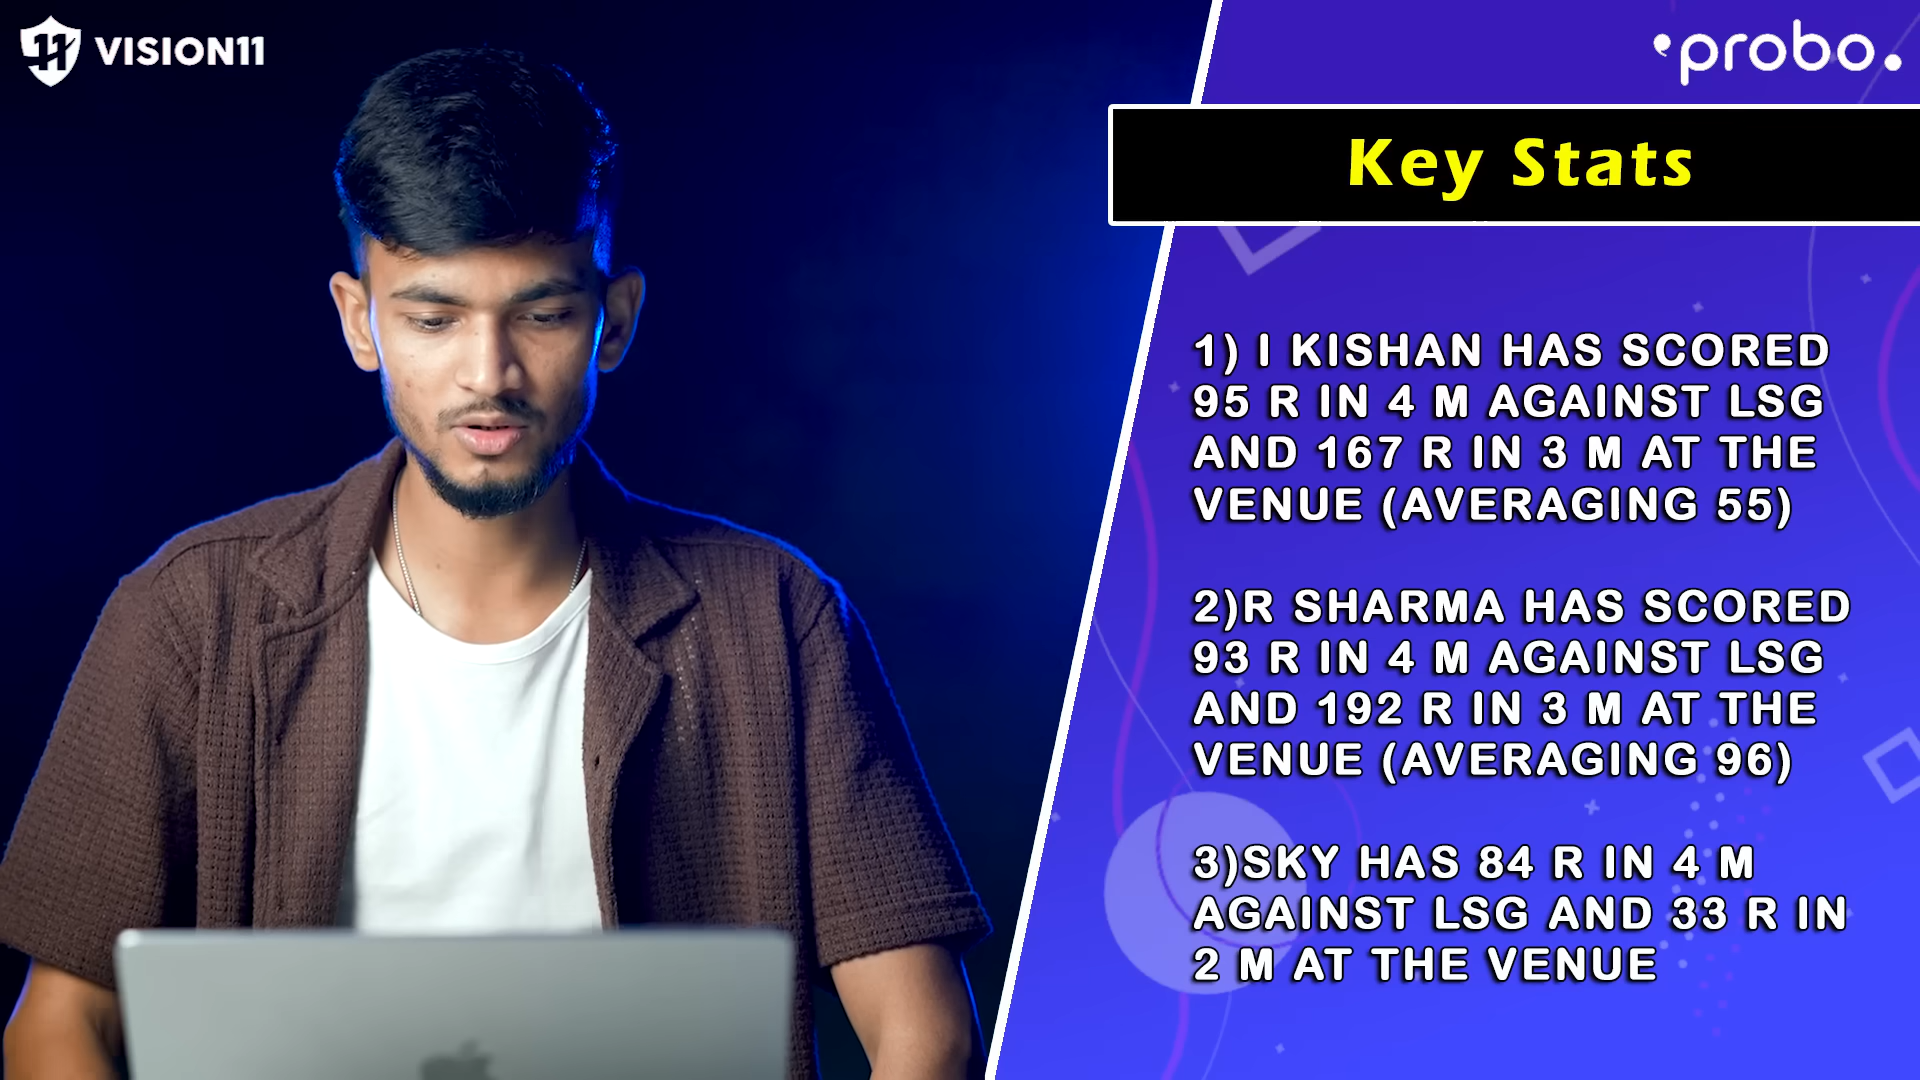 VISION11
probo.
Key Stats
1) I KISHAN HAS SCORED
95 R IN 4 M AGAINST LSG
AND 167 R IN 3 M AT THE
VENUE (AVERAGING 55)
2)R SHARMA HAS SCORED
93 R IN 4 M AGAINST LSG
AND 192 R IN 3 M AT THE
VENUE (AVERAGING 96)
3)SKY HAS 84 R IN 4 M
AGAINST LSG AND 33 R IN
2 M AT THE VENUE